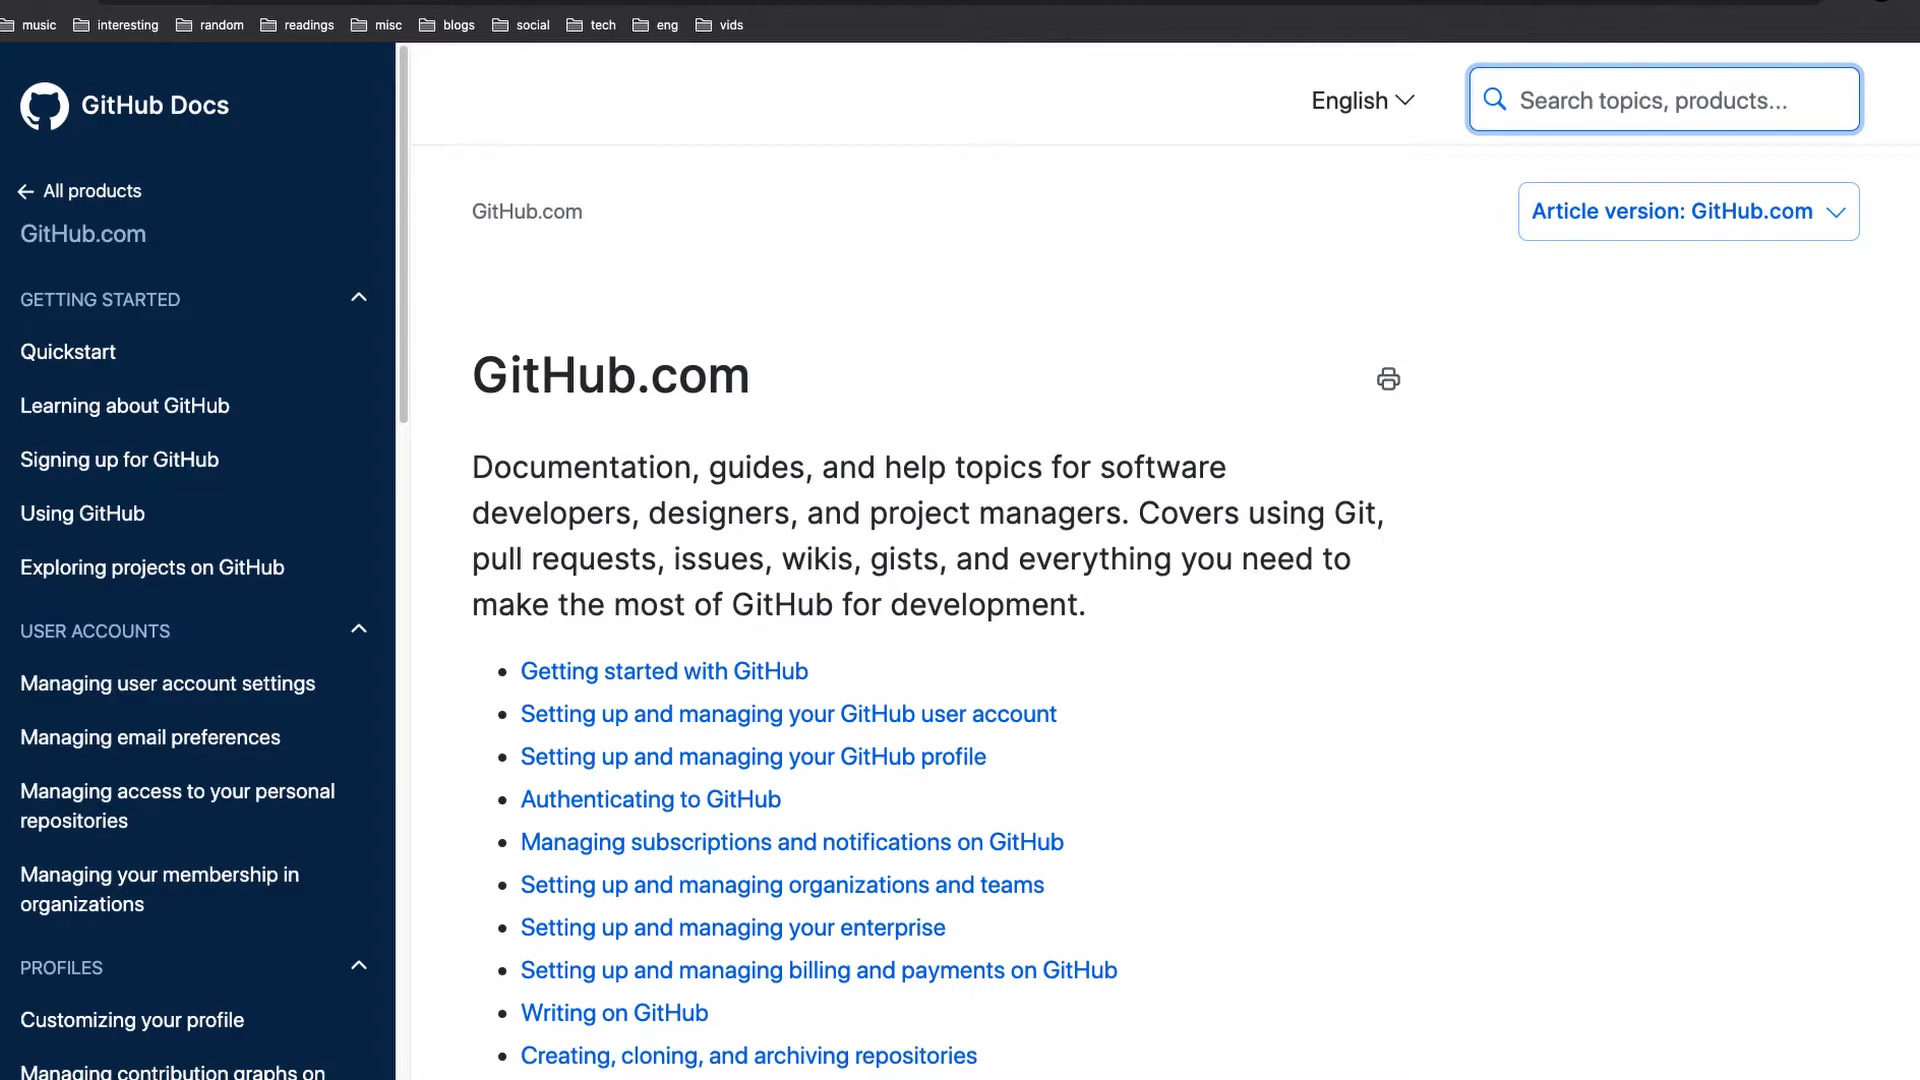 music
interesting
random
readings
misc
blogs
social
tech
eng
vids
GitHub Docs
All products
GitHub.com
GETTING STARTED
Quickstart
Learning about GitHub
Signing up for GitHub
Using GitHub
Exploring projects on GitHub
USER ACCOUNTS
Managing user account settings
Managing email preferences
Managing access to your personal
repositories
Managing your membership in
organizations
PROFILES
Customizing your profile
Managing contribution graphs on
English
Search topics, products...
GitHub.com
Article version: GitHub.com
GitHub.com
Documentation, guides, and help topics for software
developers, designers, and project managers. Covers using Git,
pull requests, issues, wikis, gists, and everything you need to
make the most of GitHub for development.
Getting started with GitHub
Setting up and managing your GitHub user account
Setting up and managing your GitHub profile
Authenticating to GitHub
Managing subscriptions and notifications on GitHub
Setting up and managing organizations and teams
Setting up and managing your enterprise
Setting up and managing billing and payments on GitHub
Writing on GitHub
Creating, cloning, and archiving repositories